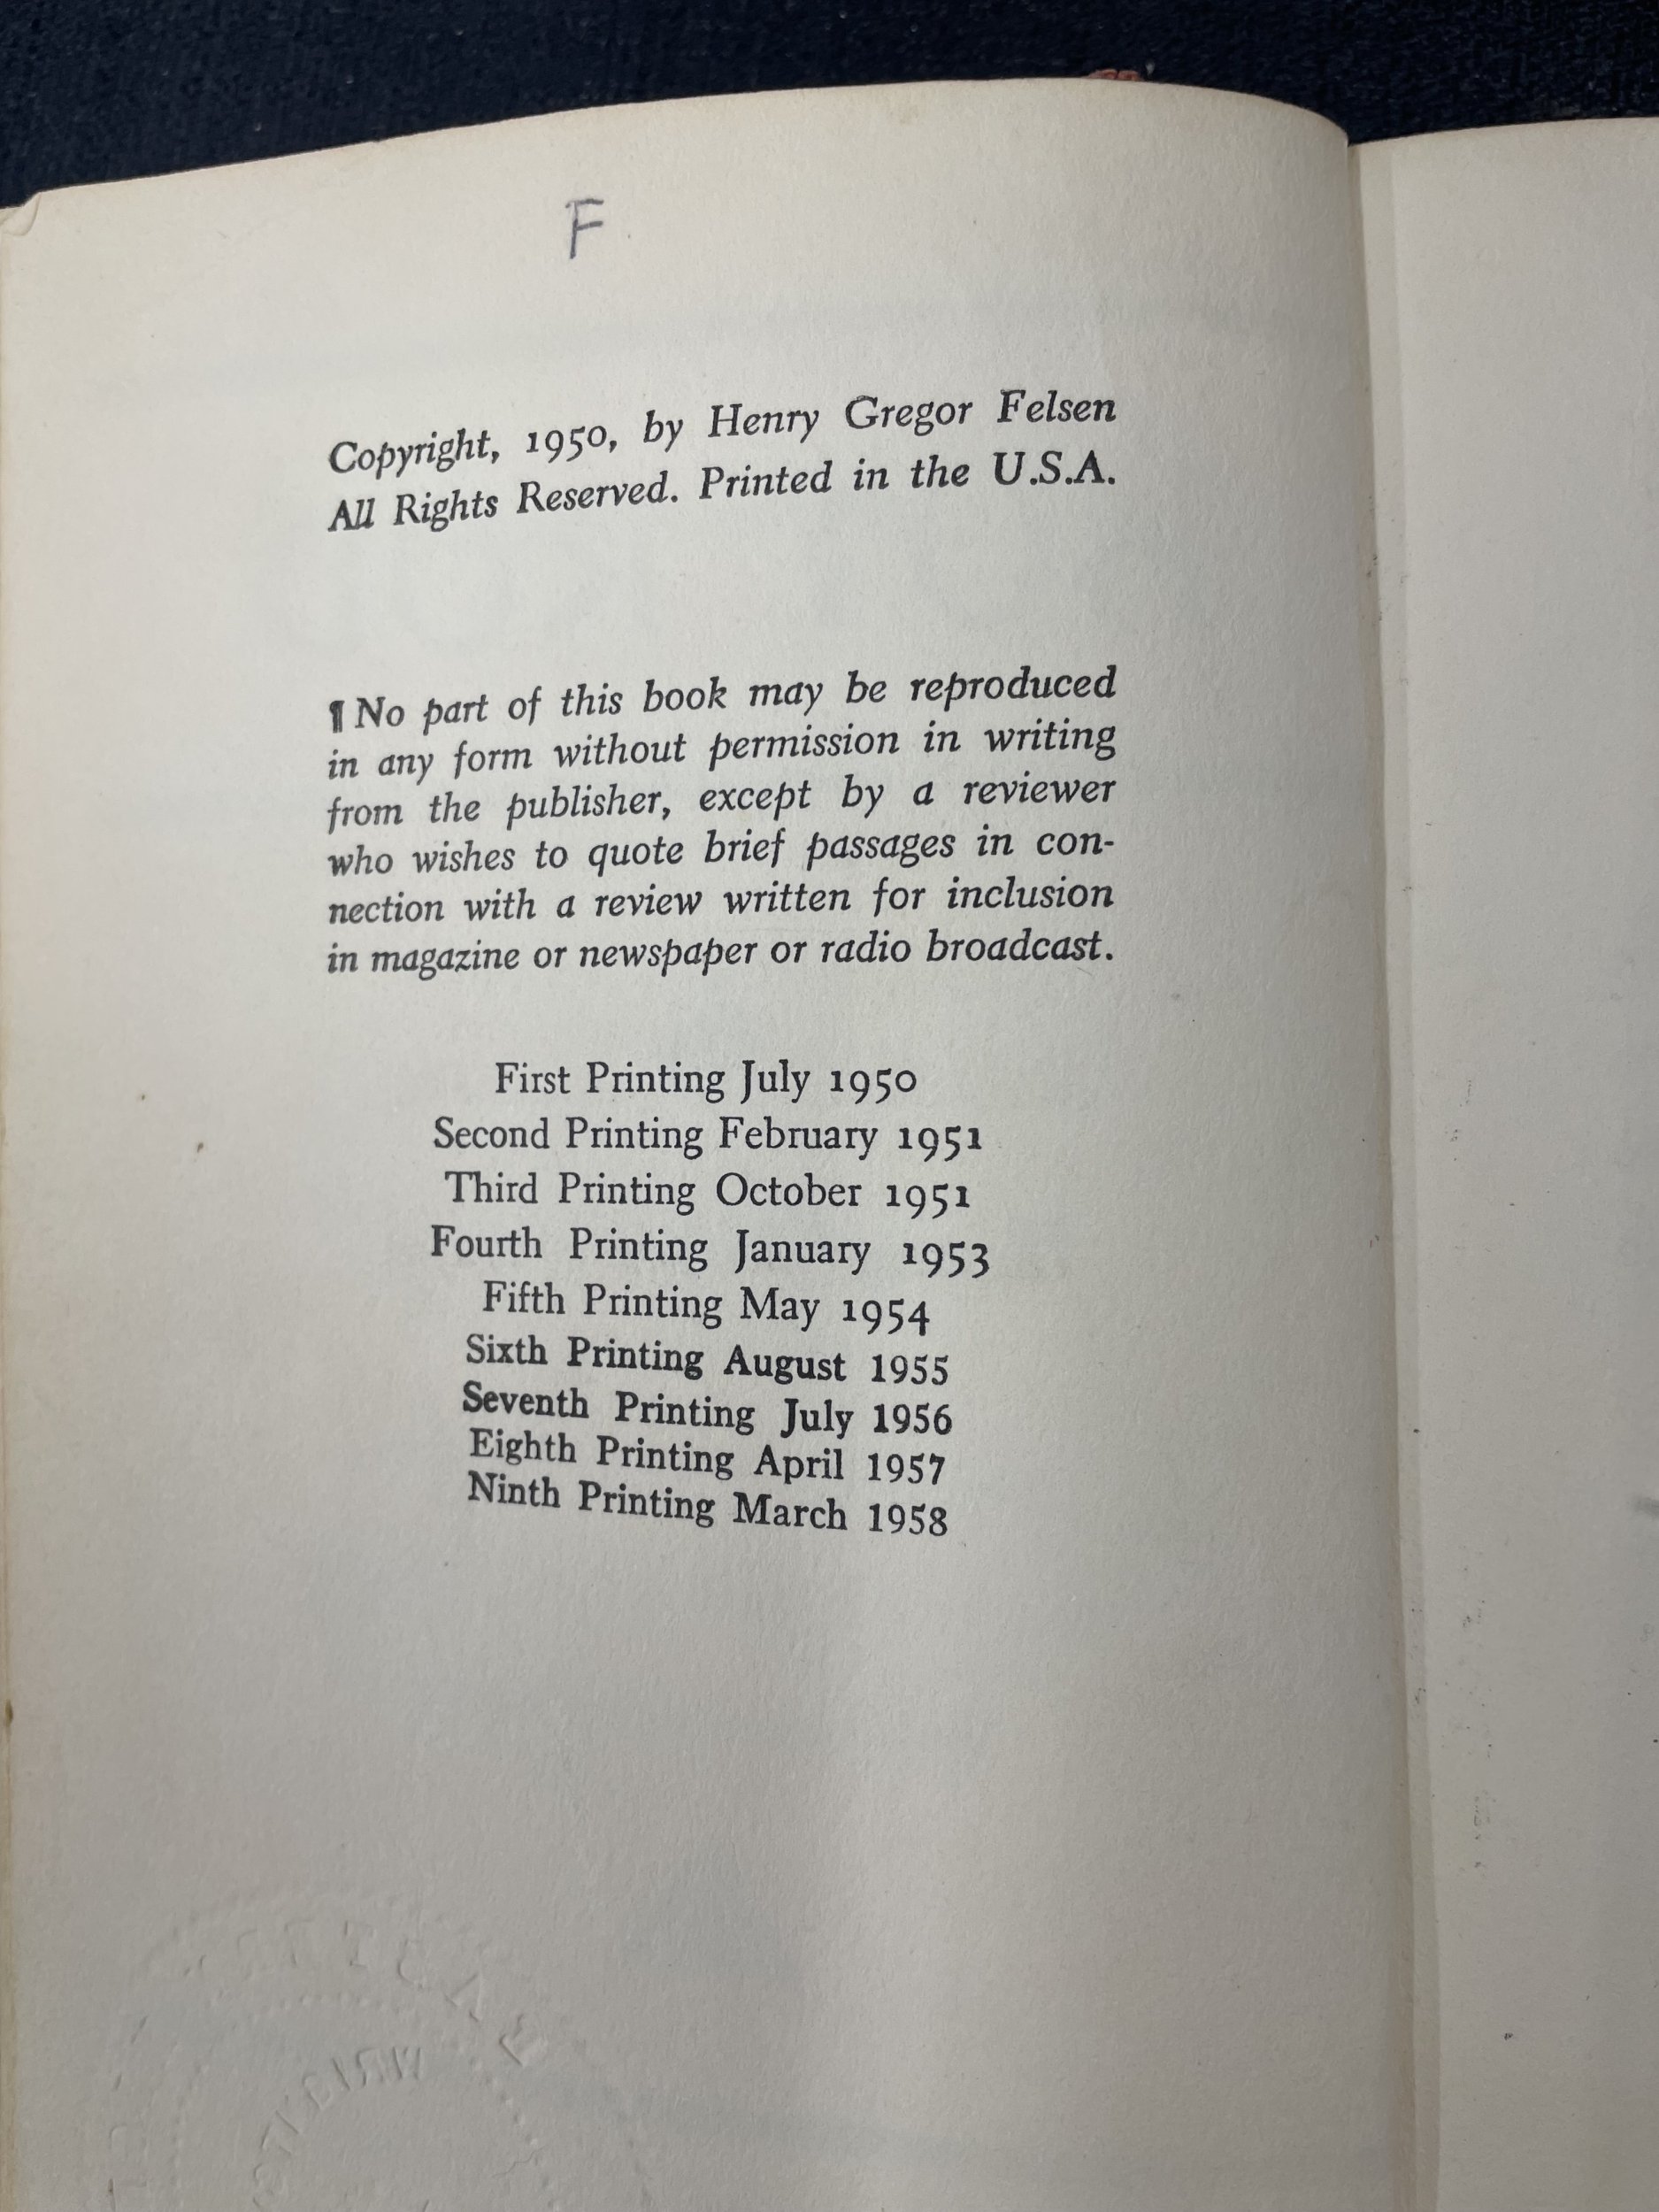 F
Copyright, 1950, by Henry Gregor Felsen
All Rights Reserved. Printed in the U.S.A.
¶ No part of this book may be reproduced
in any form without permission in writing
from the publisher, except by a reviewer
who wishes to quote brief passages in con-
nection with a review written for inclusion
in magazine or newspaper or radio broadcast.
First Printing July 1950
Second Printing February 1951
Third Printing October 1951
Fourth Printing January 1953
Fifth Printing May 1954
Sixth Printing August 1955
Seventh Printing July 1956
Eighth Printing April 1957
Ninth Printing March 1958